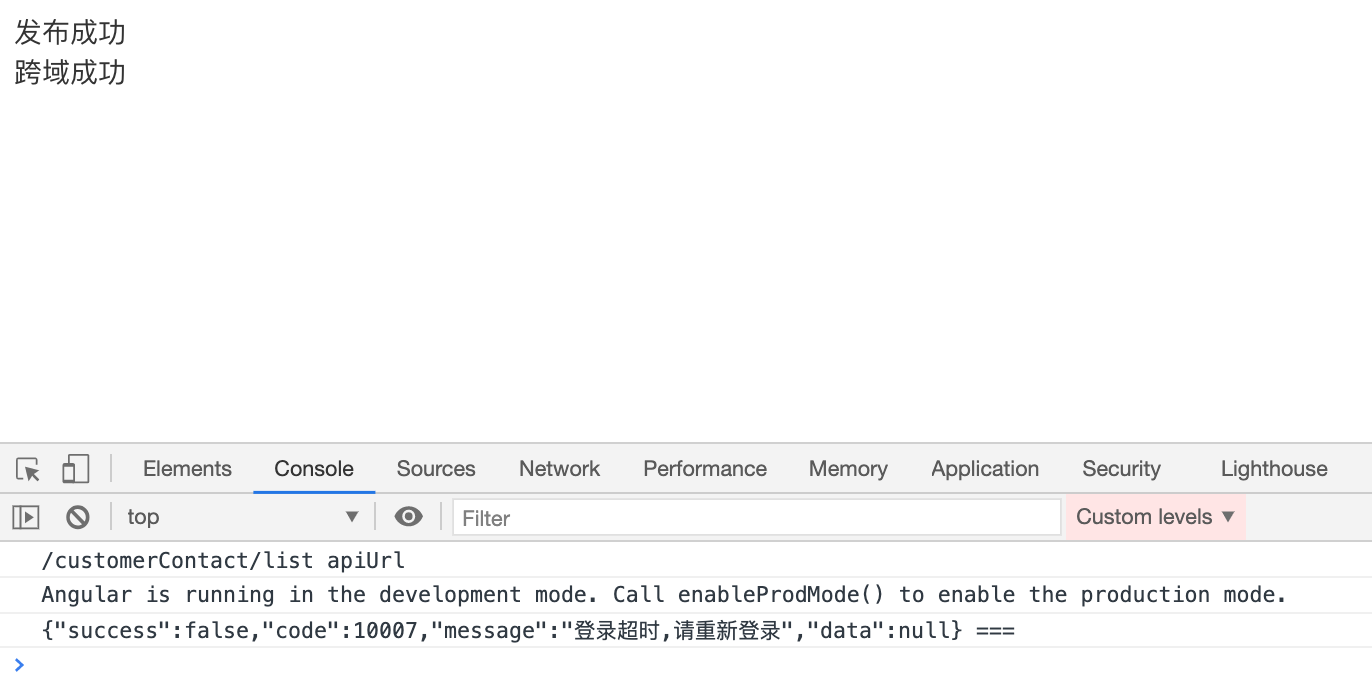 发布成功
跨域成功
Elements Console Sources Network Performance Memory Application Security Lighthouse
top Filter Custom levels
/customerContact/list apiUrl
Angular is running in the development mode. Call enableProdMode() to enable the production mode.
{"success":false,"code":10007,"message":"登录超时,请重新登录","data":null} ===